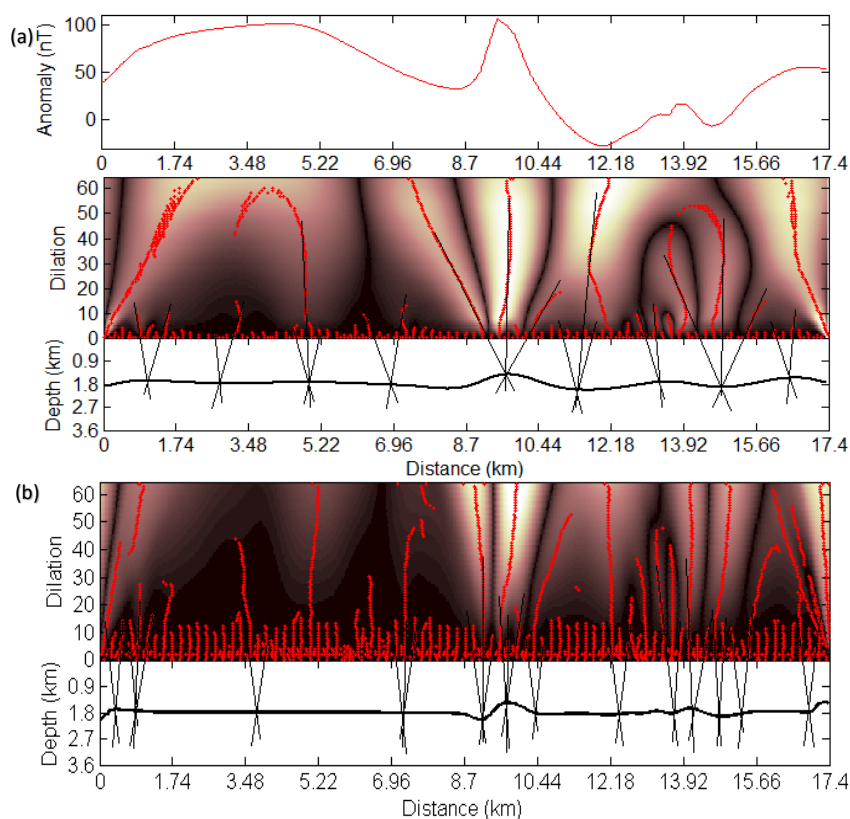 (a)
Anomaly (nT)
100
50
0
0 1.74 3.48 5.22 6.96 8.7 10.44 12.18 13.92 15.66 17.4
Dilation
60
50
40
30
20
10
0
Depth (km)
0.9
1.8
2.7
3.6
0 1.74 3.48 5.22 6.96 8.7 10.44 12.18 13.92 15.66 17.4
Distance (km)
(b)
Dilation
60
50
40
30
20
10
0
Depth (km)
0.9
1.8
2.7
3.6
0 1.74 3.48 5.22 6.96 8.7 10.44 12.18 13.92 15.66 17.4
Distance (km)